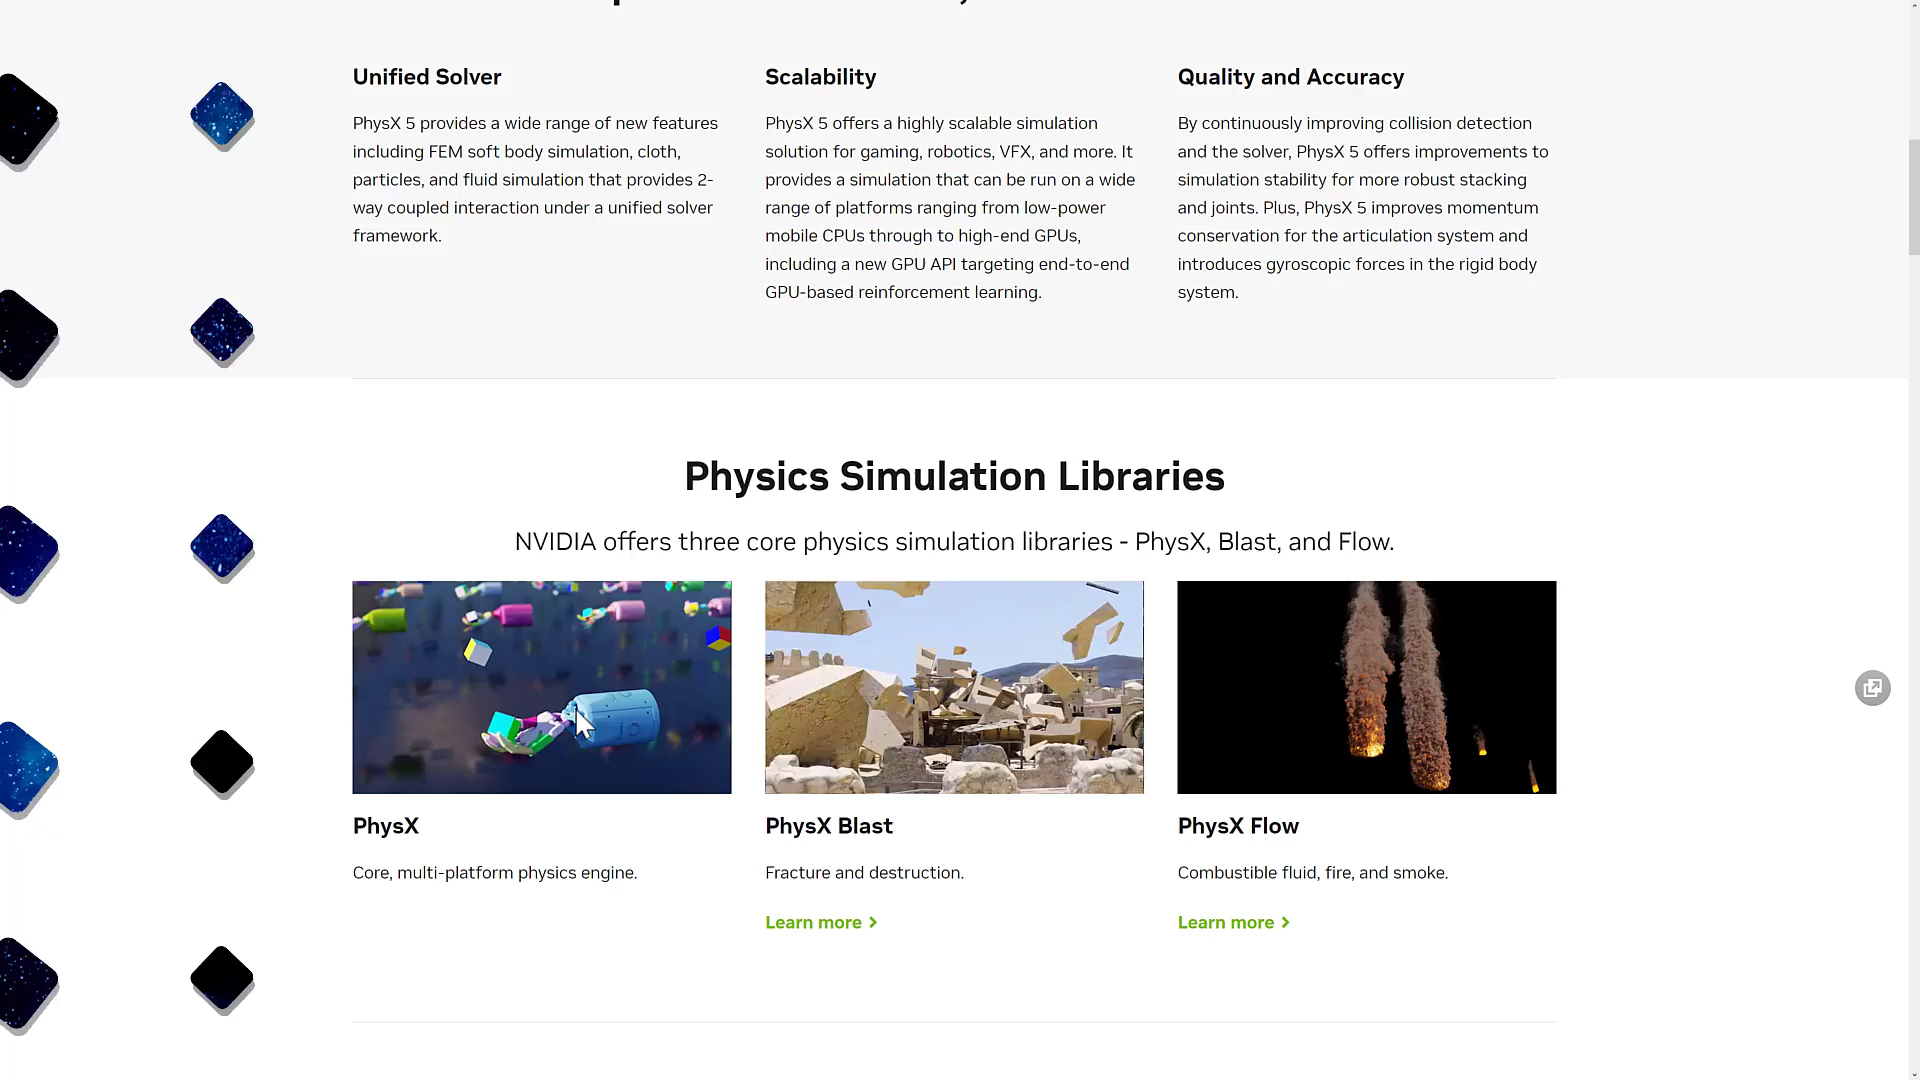 Unified Solver
PhysX 5 provides a wide range of new features
including FEM soft body simulation, cloth,
particles, and fluid simulation that provides 2-
way coupled interaction under a unified solver
framework.
Scalability
PhysX 5 offers a highly scalable simulation
solution for gaming, robotics, VFX, and more. It
provides a simulation that can be run on a wide
range of platforms ranging from low-power
mobile CPUs through to high-end GPUs,
including a new GPU API targeting end-to-end
GPU-based reinforcement learning.
Quality and Accuracy
By continuously improving collision detection
and the solver, PhysX 5 offers improvements to
simulation stability for more robust stacking
and joints. Plus, PhysX 5 improves momentum
conservation for the articulation system and
introduces gyroscopic forces in the rigid body
system.
Physics Simulation Libraries
NVIDIA offers three core physics simulation libraries - PhysX, Blast, and Flow.
PhysX
Core, multi-platform physics engine.
PhysX Blast
Fracture and destruction.
Learn more
PhysX Flow
Combustible fluid, fire, and smoke.
Learn more